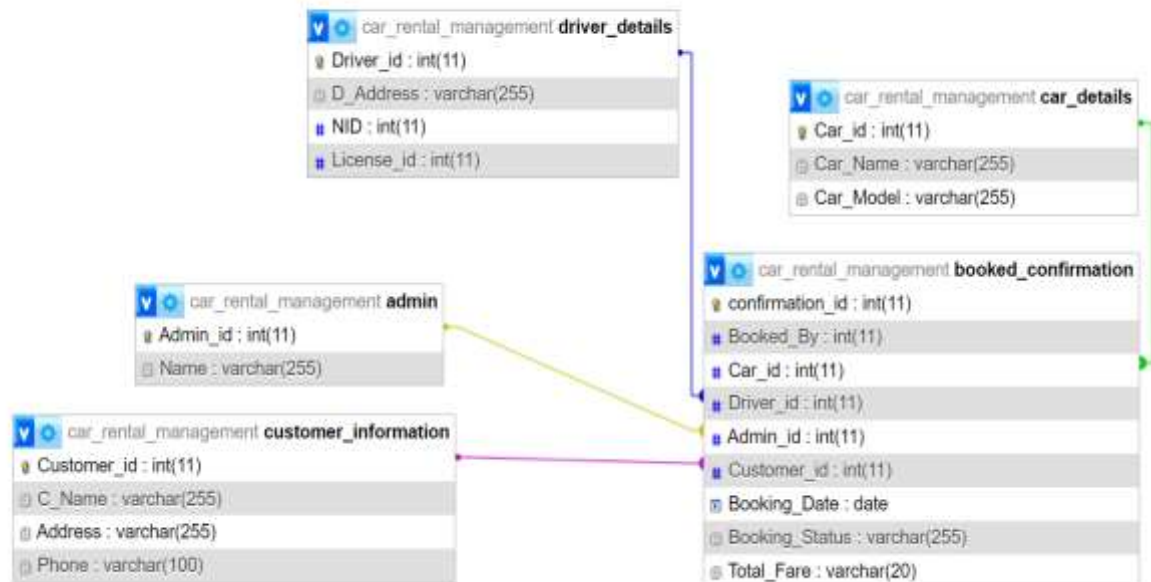 car_rental_management driver_details
Driver_id : int(11)
D_Address : varchar(255)
NID : int(11)
License_id : int(11)
car_rental_management car_details
Car_id : int(11)
Car_Name : varchar(255)
Car_Model : varchar(255)
car_rental_management admin
Admin_id : int(11)
Name : varchar(255)
car_rental_management customer_information
Customer_id : int(11)
C_Name : varchar(255)
Address : varchar(255)
Phone : varchar(100)
car_rental_management booked_confirmation
confirmation_id : int(11)
Booked_By : int(11)
Car_id : int(11)
Driver_id : int(11)
Admin_id : int(11)
Customer_id : int(11)
Booking_Date : date
Booking_Status : varchar(255)
Total_Fare : varchar(20)